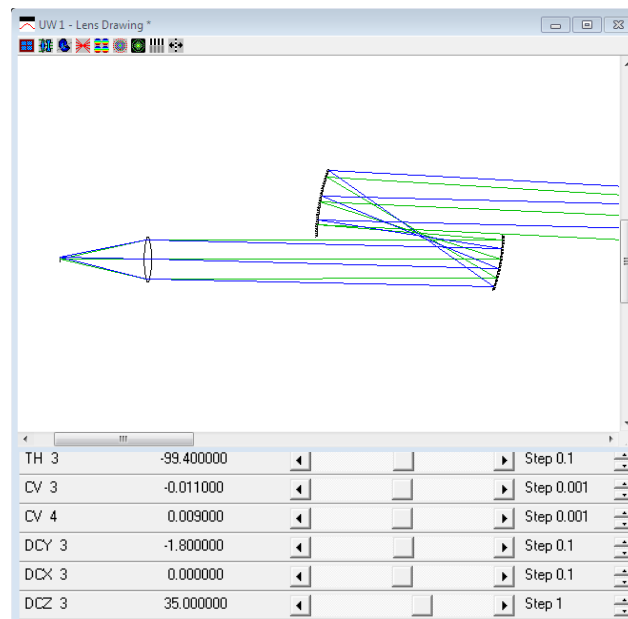 UW 1 - Lens Drawing *
TH 3 -99.400000 Step 0.1
CV 3 -0.011000 Step 0.001
CV 4 0.009000 Step 0.001
DCY 3 -1.800000 Step 0.1
DCX 3 0.000000 Step 0.1
DCZ 3 35.000000 Step 1